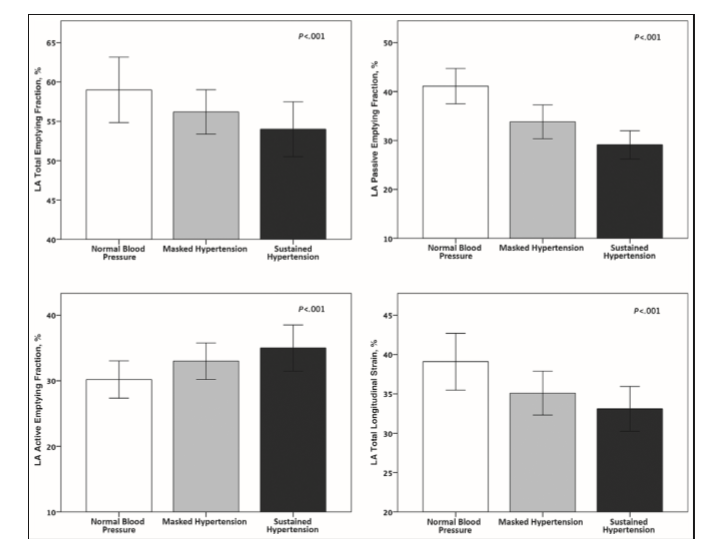 LA Total Emptying Fraction, %
65
60
55
50
45
40
P<.001
Normal Blood Pressure
Masked Hypertension
Sustained Hypertension
LA Passive Emptying Fraction, %
50
40
30
20
10
P<.001
Normal Blood Pressure
Masked Hypertension
Sustained Hypertension
LA Active Emptying Fraction, %
40
30
20
10
P<.001
Normal Blood Pressure
Masked Hypertension
Sustained Hypertension
LA Total Longitudinal Strain, %
45
40
35
30
25
20
P<.001
Normal Blood Pressure
Masked Hypertension
Sustained Hypertension